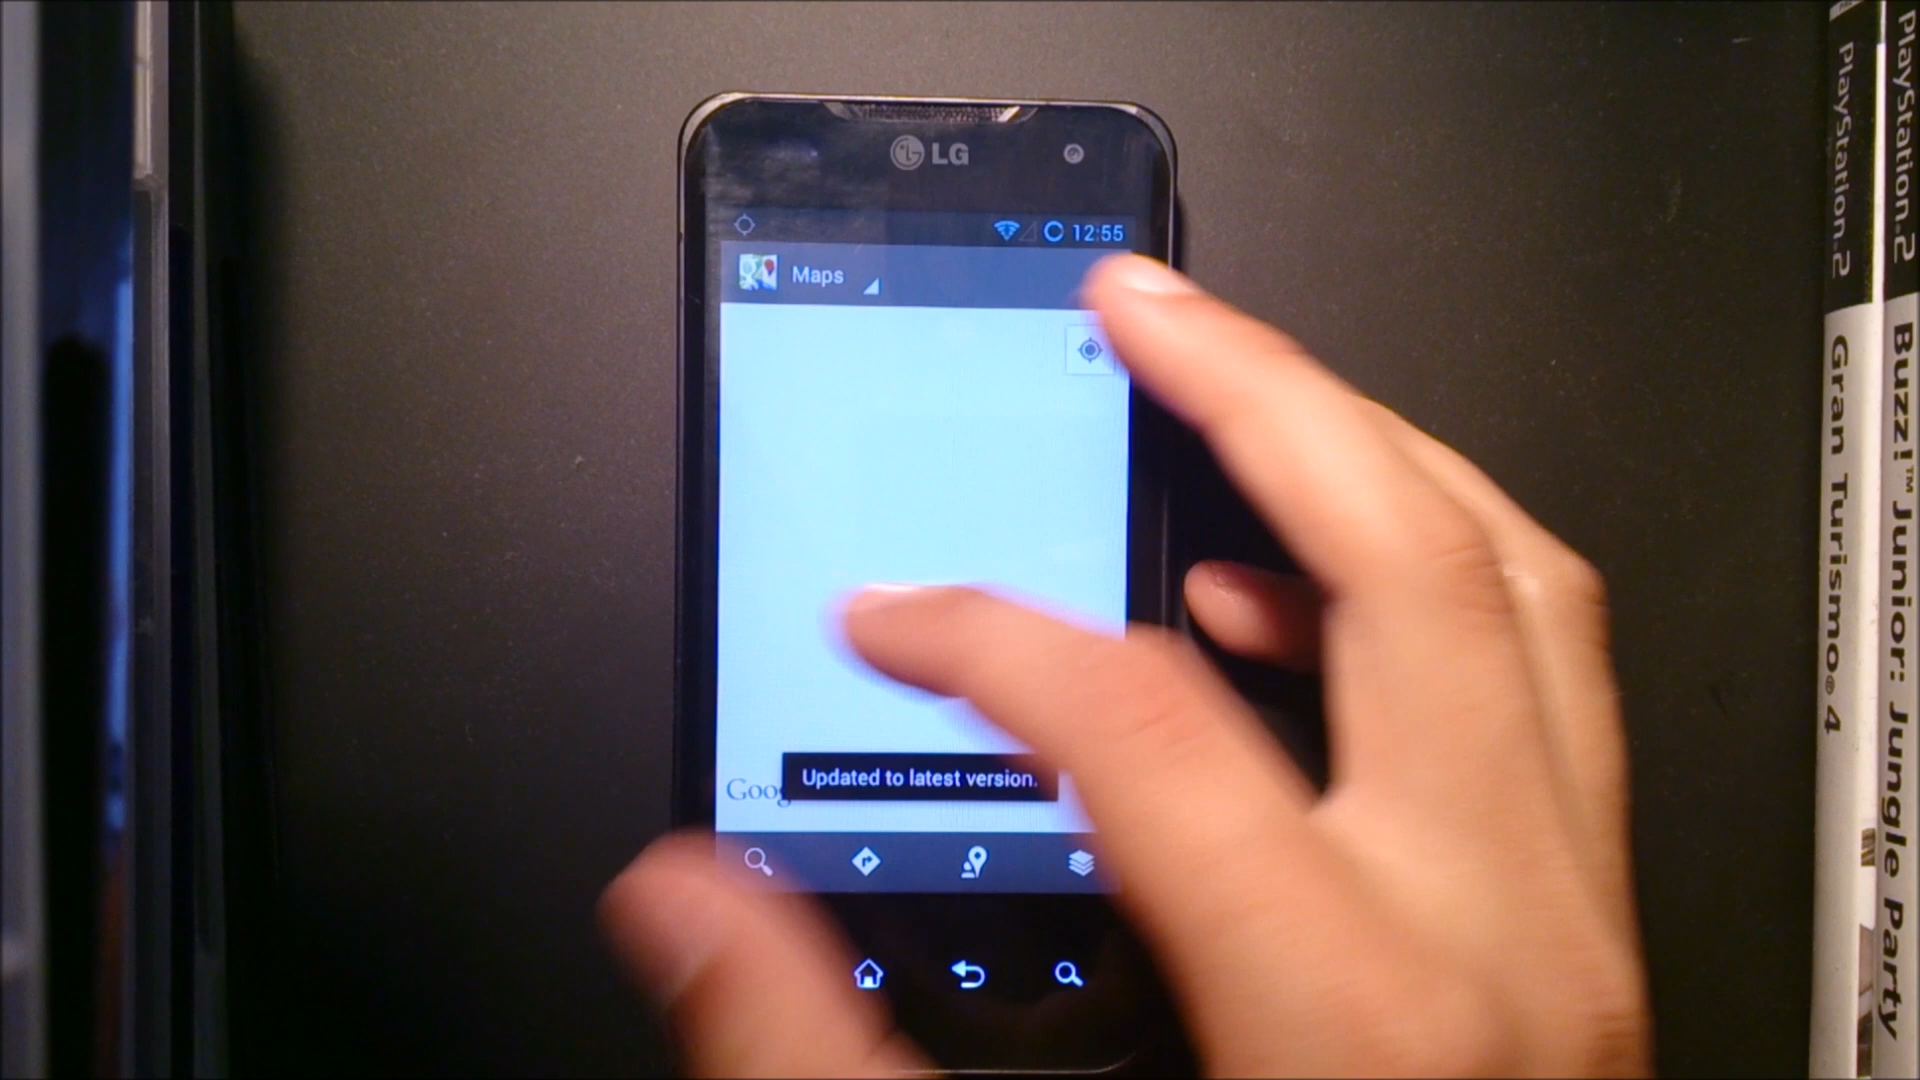 LG
12:55
Maps
Updated to latest version.
Goog
PlayStation.2
Gran Turismo® 4
PlayStation.2
Buzz!™ Junior: Jungle Party